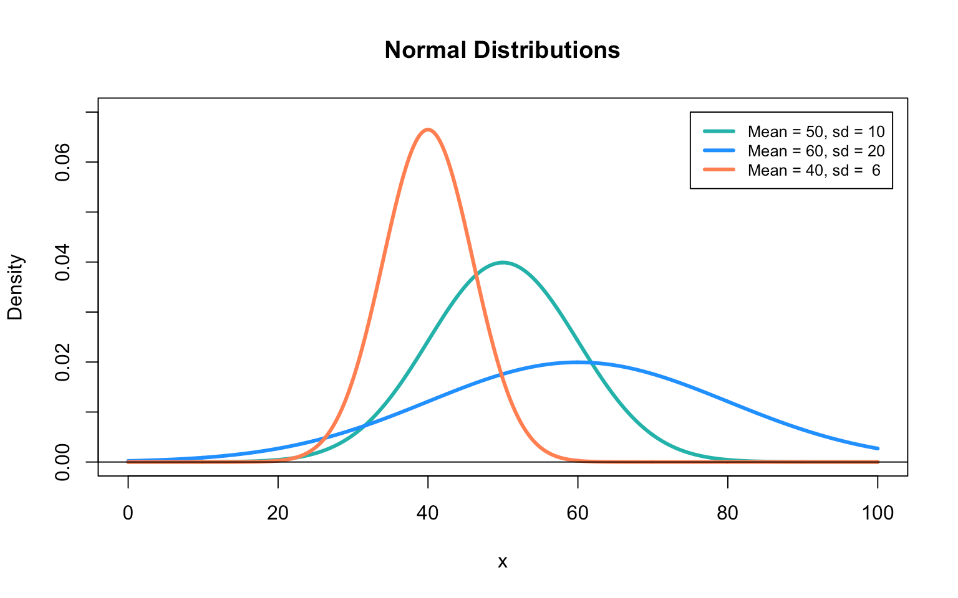 Normal Distributions
Mean = 50, sd = 10
Mean = 60, sd = 20
Mean = 40, sd =  6
Density
0.06
0.04
0.02
0.00
0 20 40 60 80 100
x